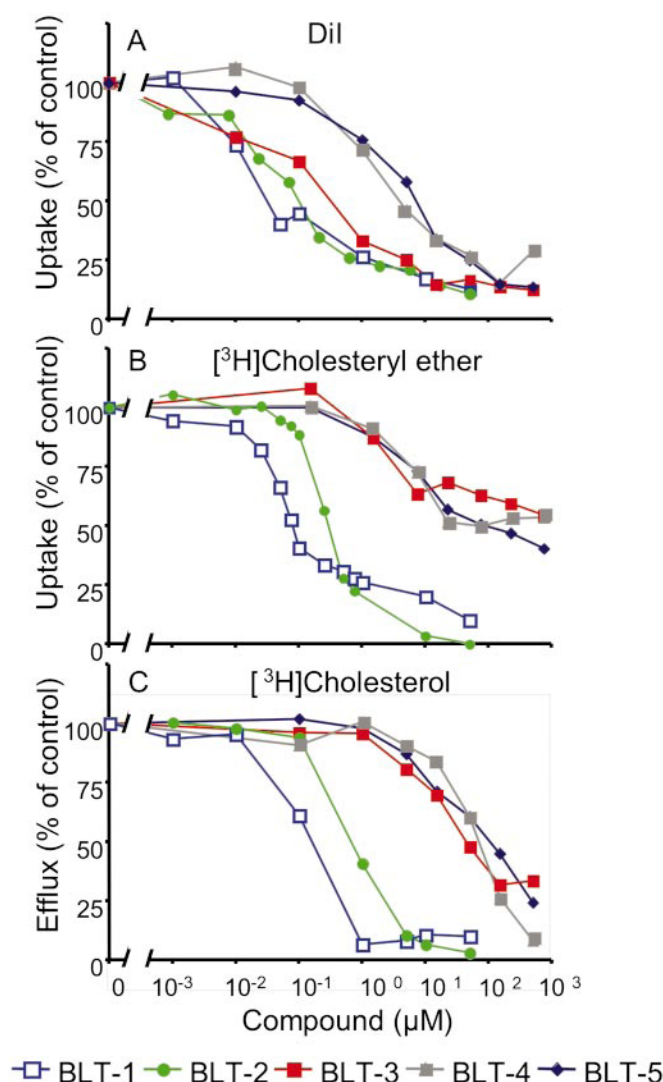 A
DiI
Uptake (% of control)
100
75
50
25
0
B
[³H]Cholesteryl ether
Uptake (% of control)
100
75
50
25
0
C
[³H]Cholesterol
Efflux (% of control)
100
75
50
25
0
0 10⁻³ 10⁻² 10⁻¹ 10⁰ 10¹ 10² 10³
Compound (µM)
BLT-1 BLT-2 BLT-3 BLT-4 BLT-5